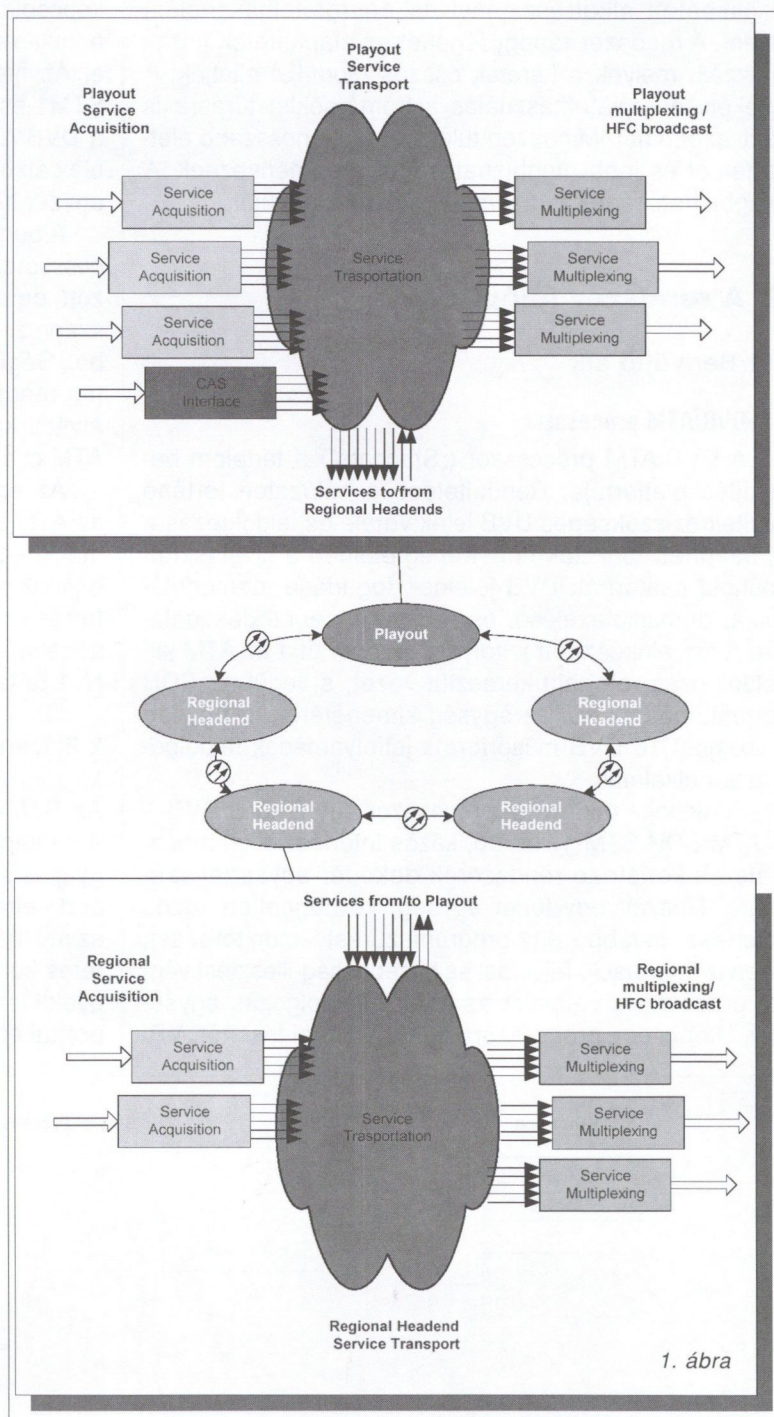 Playout
Service
Transport
Playout
Service
Acquisition
Playout
multiplexing /
HFC broadcast
Service
Acquisition
Service
Acquisition
Service
Acquisition
CAS
Interface
Service
Trasportation
Service
Multiplexing
Service
Multiplexing
Service
Multiplexing
Services to/from
Regional Headends
Playout
Regional
Headend
Regional
Headend
Regional
Headend
Regional
Headend
Services from/to Playout
Regional
Service
Acquisition
Regional
multiplexing/
HFC broadcast
Service
Acquisition
Service
Acquisition
Service
Trasportation
Service
Multiplexing
Service
Multiplexing
Service
Multiplexing
Regional Headend
Service Transport
1. ábra